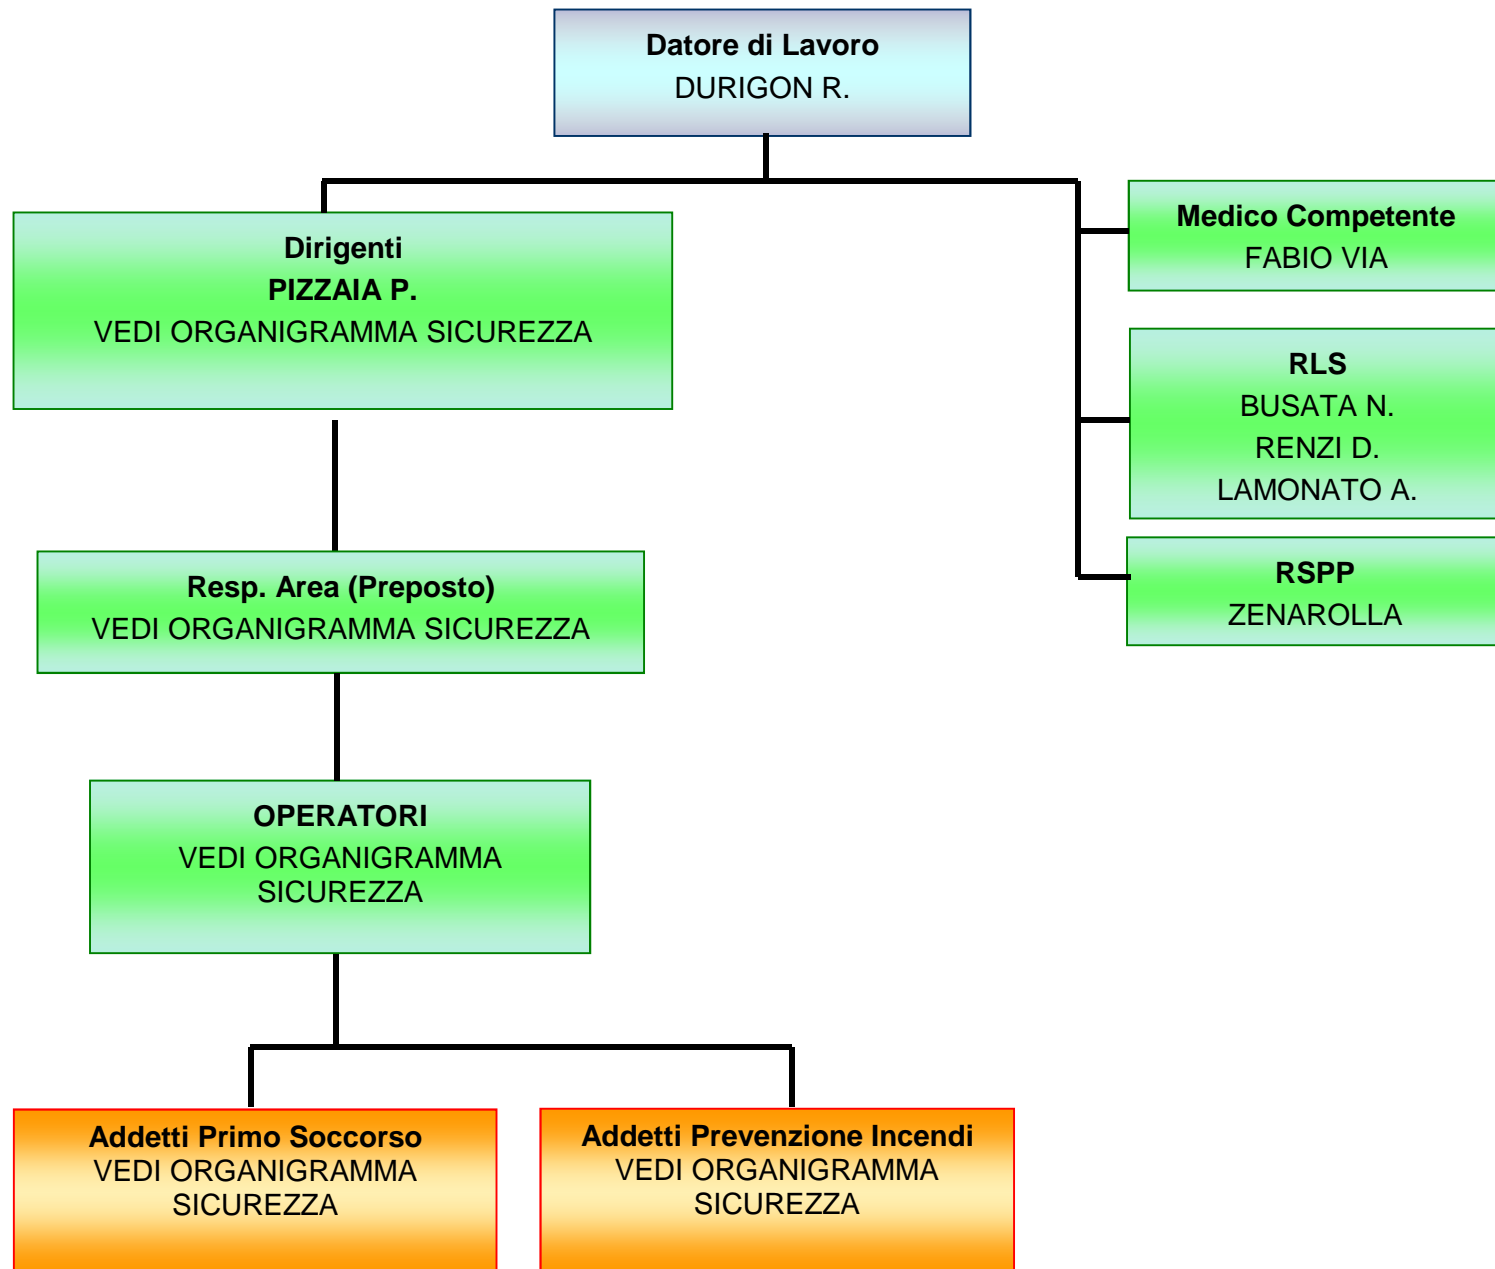 Datore di Lavoro
DURIGON R.
Dirigenti
PIZZAIA P.
VEDI ORGANIGRAMMA SICUREZZA
Medico Competente
FABIO VIA
RLS
BUSATA N.
RENZI D.
LAMONATO A.
RSPP
ZENAROLLA
Resp. Area (Preposto)
VEDI ORGANIGRAMMA SICUREZZA
OPERATORI
VEDI ORGANIGRAMMA
SICUREZZA
Addetti Primo Soccorso
VEDI ORGANIGRAMMA
SICUREZZA
Addetti Prevenzione Incendi
VEDI ORGANIGRAMMA
SICUREZZA